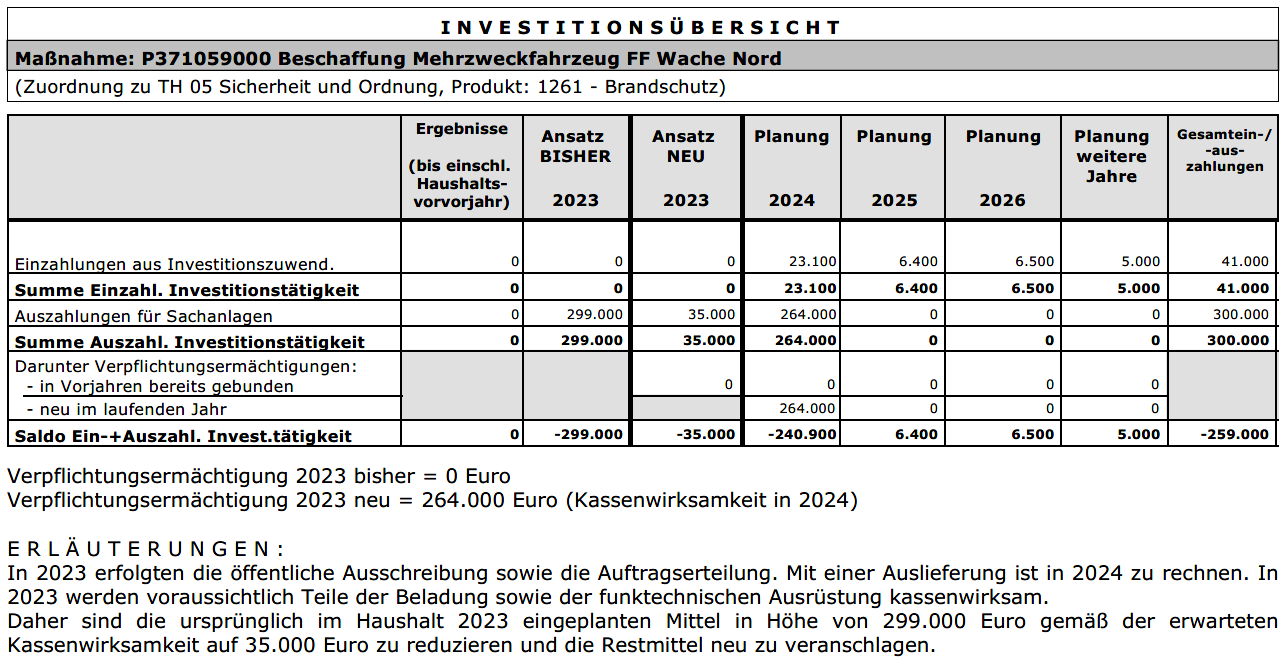 INVESTITIONSÜBERSICHT
Maßnahme: P371059000 Beschaffung Mehrzweckfahrzeug FF Wache Nord
(Zuordnung zu TH 05 Sicherheit und Ordnung, Produkt: 1261 - Brandschutz)
Ergebnisse (bis einschl. Haushalts-vorvorjahr) Ansatz BISHER 2023 Ansatz NEU 2023 Planung 2024 Planung 2025 Planung 2026 Planung weitere Jahre Gesamtein-/ -aus-zahlungen
Einzahlungen aus Investitionszuwend. 0 0 0 23.100 6.400 6.500 5.000 41.000
Summe Einzahl. Investitionstätigkeit 0 0 0 23.100 6.400 6.500 5.000 41.000
Auszahlungen für Sachanlagen 0 299.000 35.000 264.000 0 0 0 300.000
Summe Auszahl. Investitionstätigkeit 0 299.000 35.000 264.000 0 0 0 300.000
Darunter Verpflichtungsermächtigungen:
- in Vorjahren bereits gebunden 0 0 0 0 0
- neu im laufenden Jahr 264.000 0 0 0
Saldo Ein-+Auszahl. Invest.tätigkeit 0 -299.000 -35.000 -240.900 6.400 6.500 5.000 -259.000
Verpflichtungsermächtigung 2023 bisher = 0 Euro
Verpflichtungsermächtigung 2023 neu = 264.000 Euro (Kassenwirksamkeit in 2024)
ERLÄUTERUNGEN:
In 2023 erfolgten die öffentliche Ausschreibung sowie die Auftragserteilung. Mit einer Auslieferung ist in 2024 zu rechnen. In
2023 werden voraussichtlich Teile der Beladung sowie der funktechnischen Ausrüstung kassenwirksam.
Daher sind die ursprünglich im Haushalt 2023 eingeplanten Mittel in Höhe von 299.000 Euro gemäß der erwarteten
Kassenwirksamkeit auf 35.000 Euro zu reduzieren und die Restmittel neu zu veranschlagen.